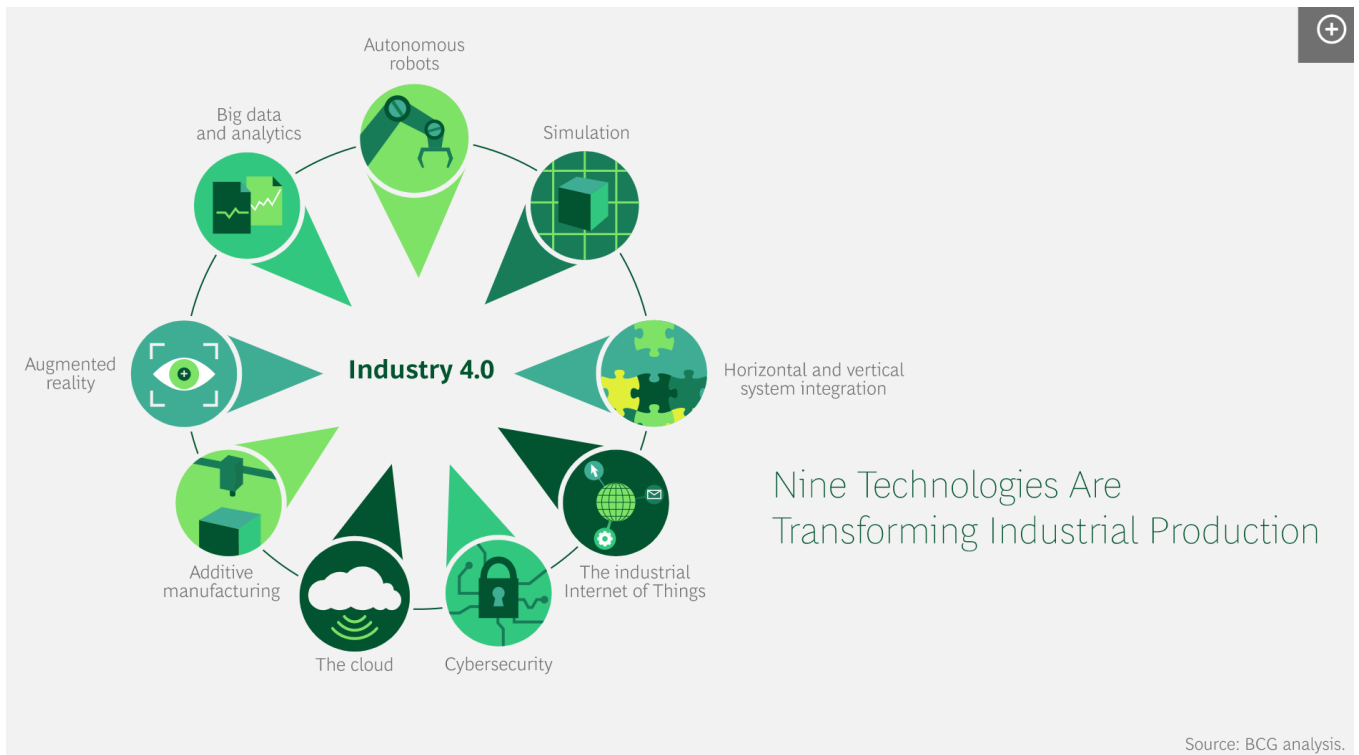 Autonomous
robots
Big data
and analytics
Simulation
Augmented
reality
Industry 4.0
Horizontal and vertical
system integration
Nine Technologies Are
Transforming Industrial Production
Additive
manufacturing
The industrial
Internet of Things
The cloud
Cybersecurity
Source: BCG analysis.